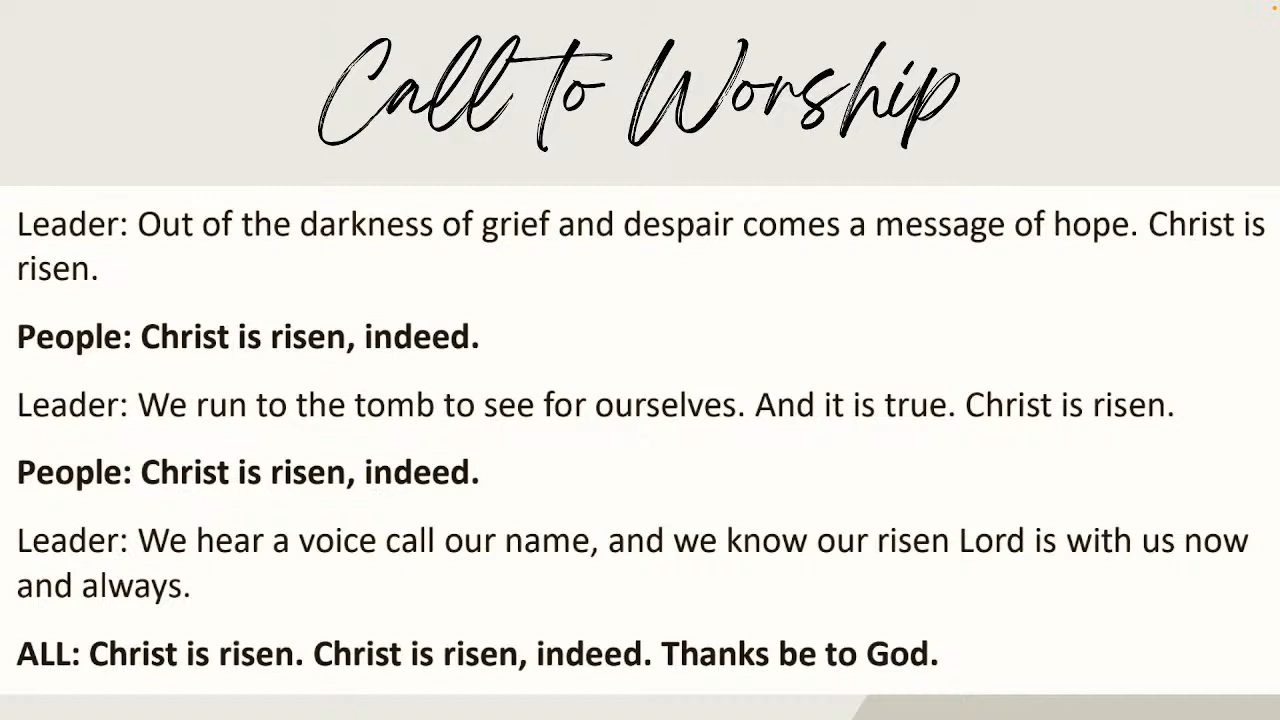 Call to Worship
Leader: Out of the darkness of grief and despair comes a message of hope. Christ is
risen.
People: Christ is risen, indeed.
Leader: We run to the tomb to see for ourselves. And it is true. Christ is risen.
People: Christ is risen, indeed.
Leader: We hear a voice call our name, and we know our risen Lord is with us now
and always.
ALL: Christ is risen. Christ is risen, indeed. Thanks be to God.